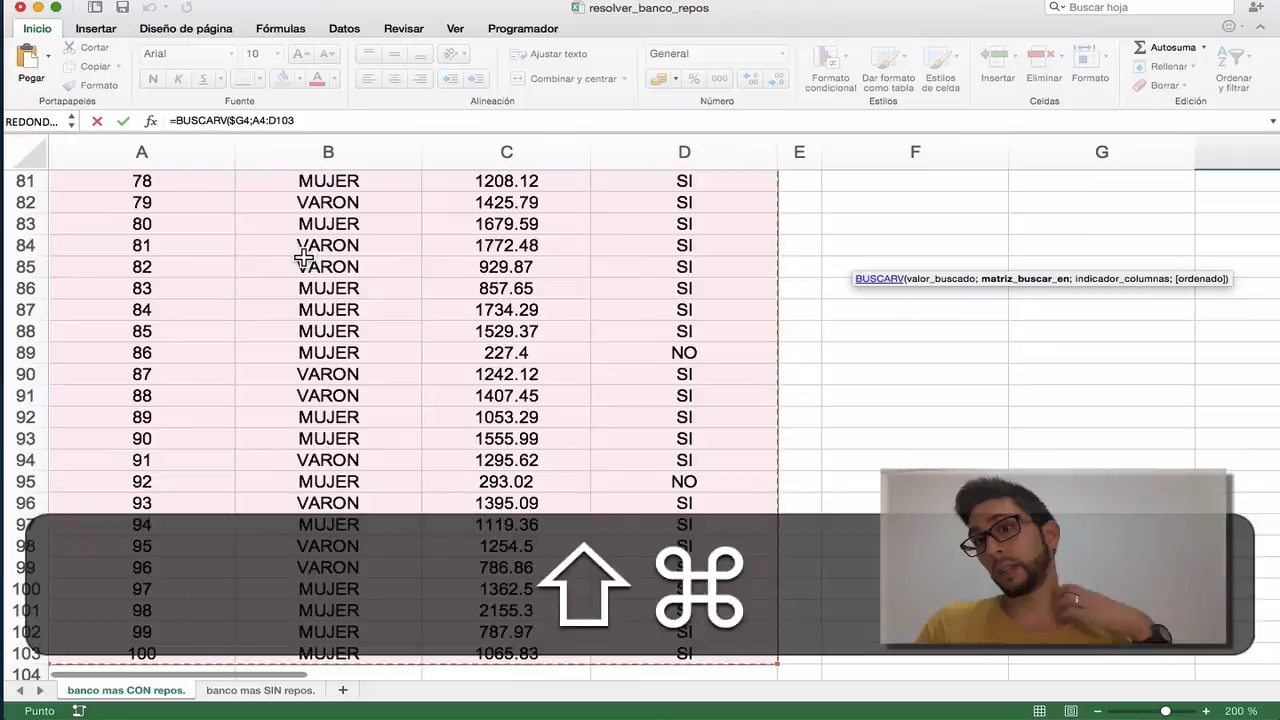 resolver_banco_repos
Buscar hoja
Inicio Insertar Diseño de página Fórmulas Datos Revisar Ver Programador
Pegar
Cortar
Copiar
Formato
Portapapeles
Arial 10 A A
N K S A
Fuente
Ajustar texto
Combinar y centrar
Alineación
General
% 000
Número
Formato condicional
Dar formato como tabla
Estilos de celda
Estilos
Insertar Eliminar Formato
Celdas
Autosuma
Rellenar
Borrar
Ordenar y filtrar
Edición
REDOND... fx =BUSCARV($G4;A4:D103
A B C D E F G
81 78 MUJER 1208.12 SI
82 79 VARON 1425.79 SI
83 80 MUJER 1679.59 SI
84 81 VARON 1772.48 SI
85 82 VARON 929.87 SI
BUSCARV(valor_buscado; matriz_buscar_en; indicador_columnas; [ordenado])
86 83 MUJER 857.65 SI
87 84 MUJER 1734.29 SI
88 85 MUJER 1529.37 SI
89 86 MUJER 227.4 NO
90 87 VARON 1242.12 SI
91 88 VARON 1407.45 SI
92 89 MUJER 1053.29 SI
93 90 MUJER 1555.99 SI
94 91 VARON 1295.62 SI
95 92 MUJER 293.02 NO
96 93 VARON 1395.09 SI
97 94 MUJER 1119.36 SI
98 95 VARON 1254.5 SI
99 96 VARON 786.86 SI
100 97 MUJER 1362.5 SI
101 98 MUJER 2155.3 SI
102 99 MUJER 787.97 SI
103 100 MUJER 1065.83 SI
104
banco mas CON repos. banco mas SIN repos. +
Punto
200 %